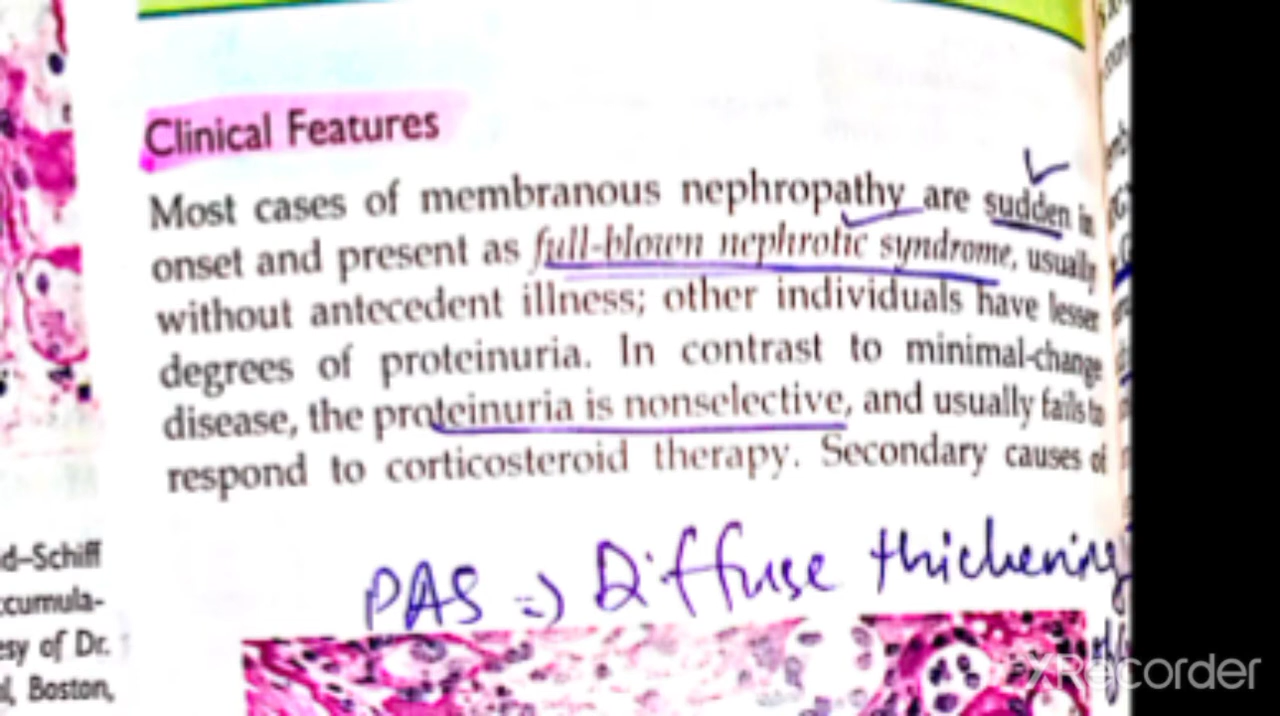 Clinical Features
Most cases of membranous nephropathy are sudden in
onset and present as full-blown nephrotic syndrome, usually
without antecedent illness; other individuals have lesser
degrees of proteinuria. In contrast to minimal-change
disease, the proteinuria is nonselective, and usually fails to
respond to corticosteroid therapy. Secondary causes of
PAS => Diffuse thickening
d–Schiff
ccumula-
esy of Dr.
l, Boston,
XRecorder